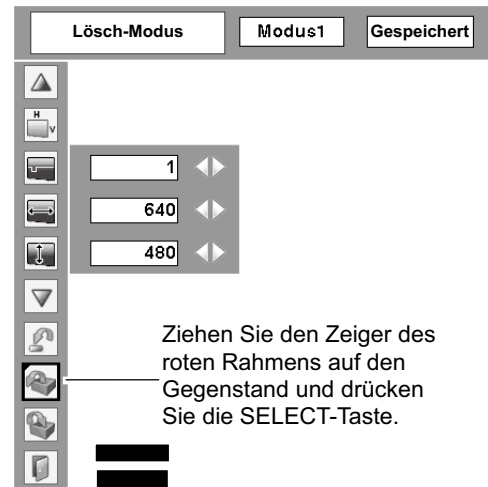 Lösch-Modus Modus1 Gespeichert
H
V
1
640
480
Ziehen Sie den Zeiger des
roten Rahmens auf den
Gegenstand und drücken
Sie die SELECT-Taste.